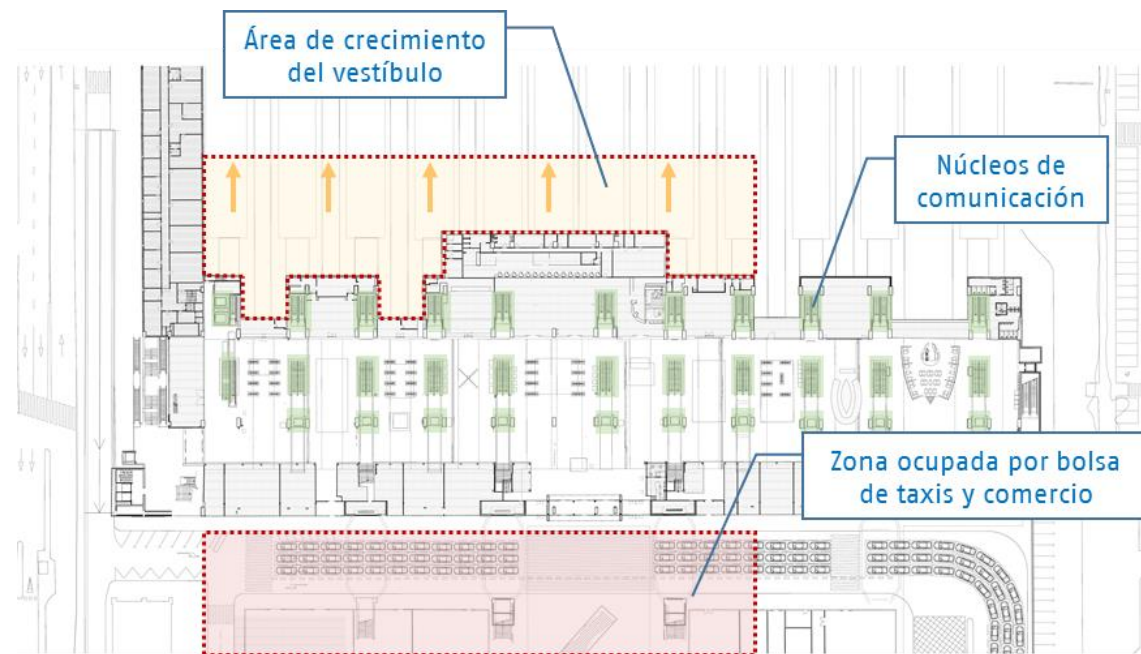 Área de crecimiento
del vestíbulo
Núcleos de
comunicación
Zona ocupada por bolsa
de taxis y comercio